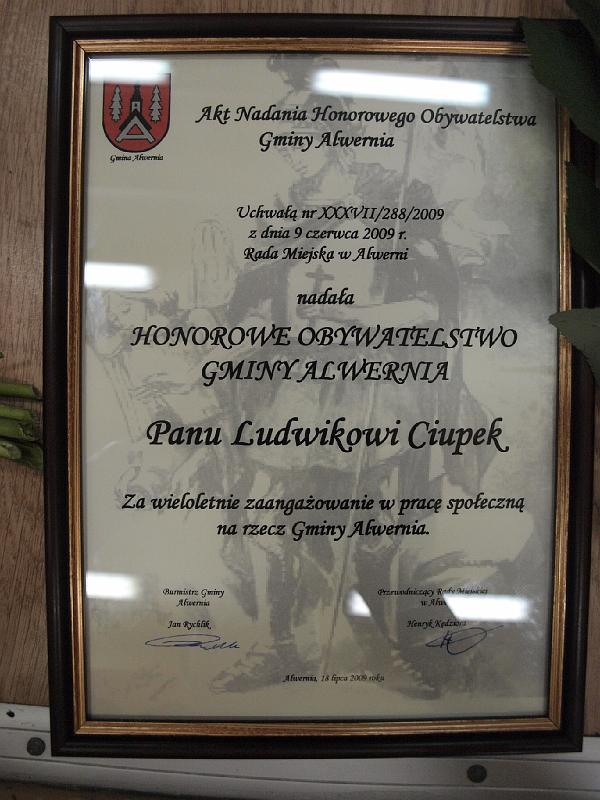 Gmina Alwernia
Akt Nadania Honorowego Obywatelstwa
Gminy Alwernia
Uchwałą nr XXXVII/288/2009
z dnia 9 czerwca 2009 r.
Rada Miejska w Alwerni
nadała
HONOROWE OBYWATELSTWO
GMINY ALWERNIA
Panu Ludwikowi Ciupek
Za wieloletnie zaangażowanie w pracę społeczną
na rzecz Gminy Alwernia.
Burmistrz Gminy
Alwernia
Jan Rychlik
Przewodniczący Rady Miejskiej
w
Henryk Kędziora
Alwernia, 18 lipca 2009 roku